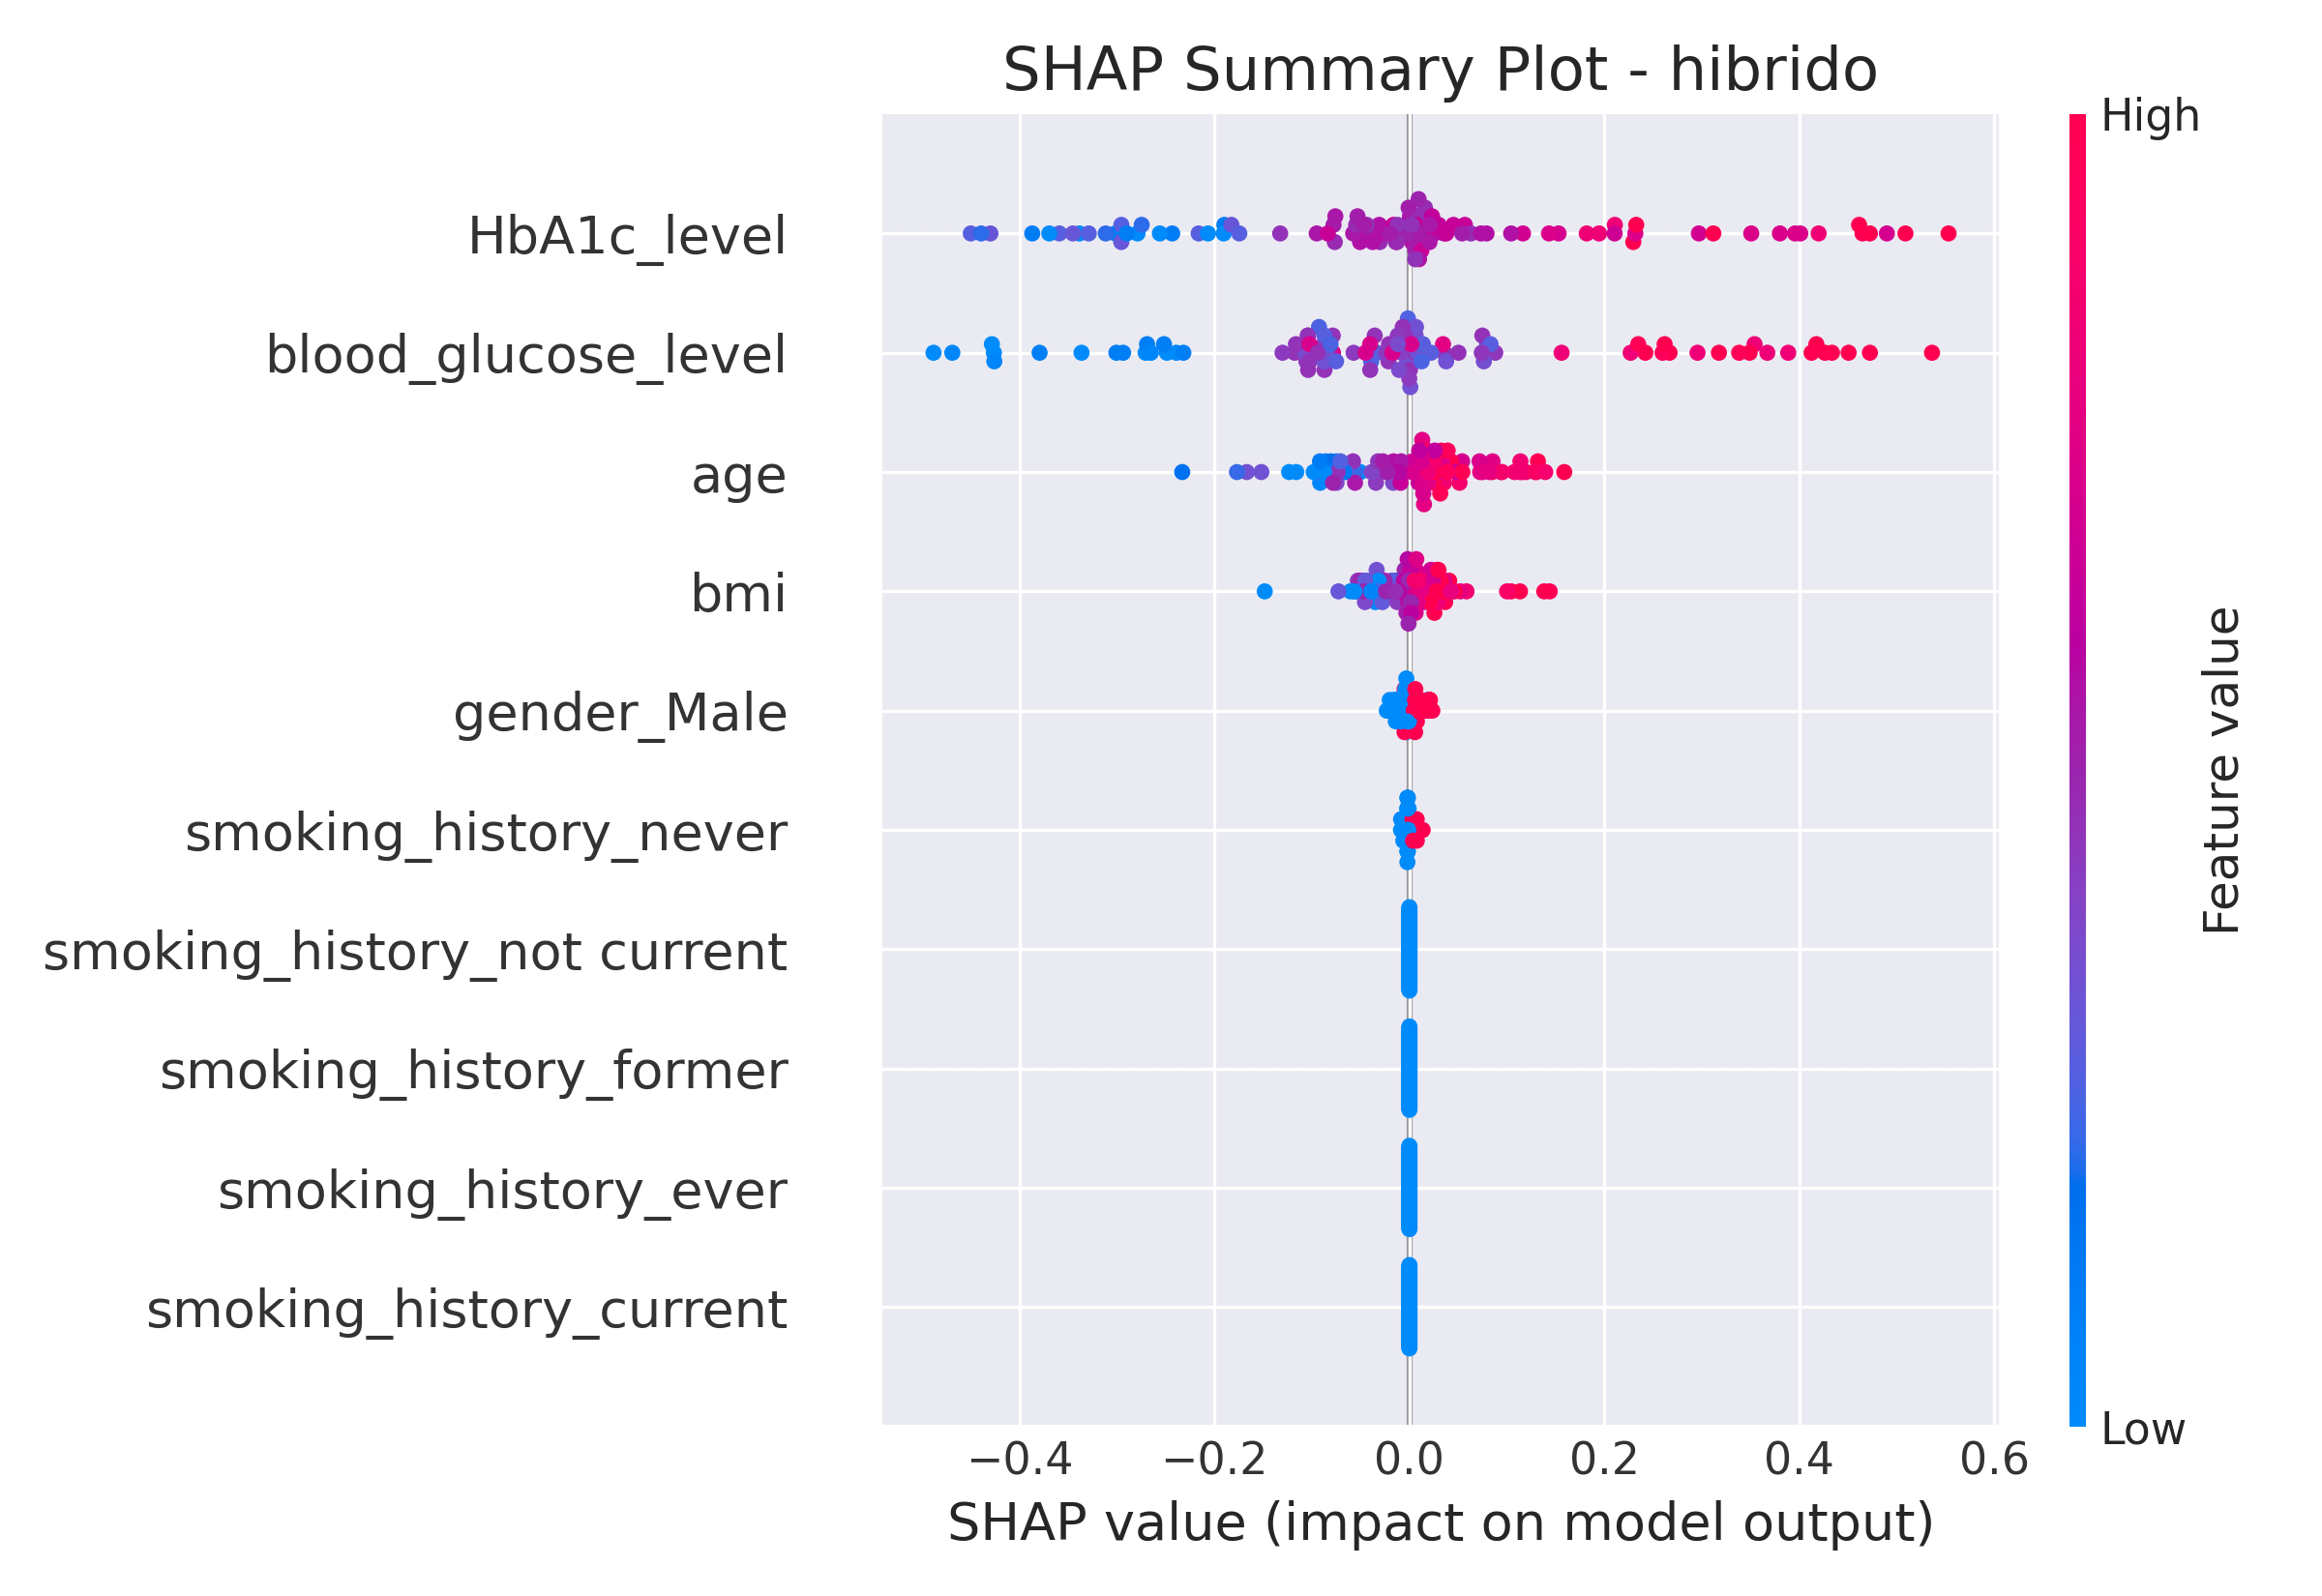 SHAP Summary Plot - hibrido
High
HbA1c_level
blood_glucose_level
age
bmi
gender_Male
smoking_history_never
smoking_history_not current
smoking_history_former
smoking_history_ever
smoking_history_current
Feature value
Low
−0.4 −0.2 0.0 0.2 0.4 0.6
SHAP value (impact on model output)